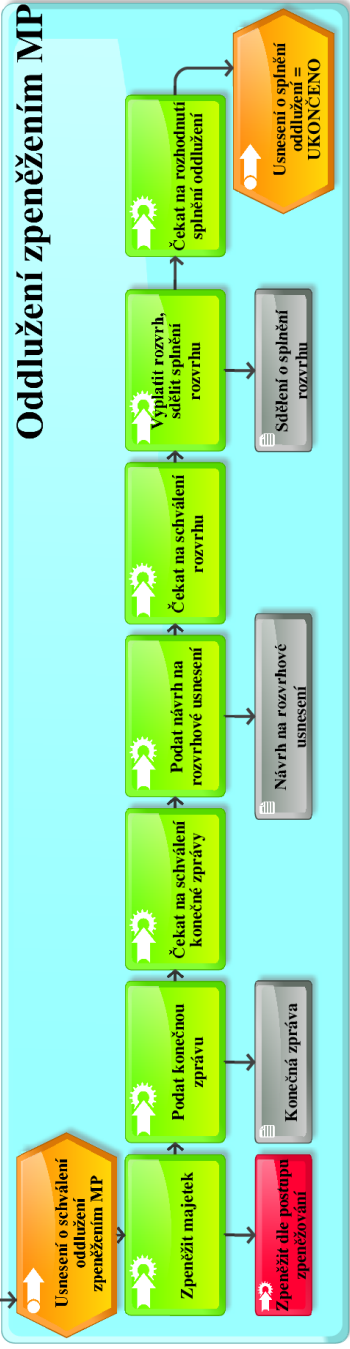 Oddlužení zpeněžením MP
Usnesení o schválení
oddlužení
zpeněžením MP
Zpeněžit majetek
Zpeněžit dle postupu
zpeněžování
Podat konečnou
zprávu
Konečná zpráva
Čekat na schválení
konečné zprávy
Podat návrh na
rozvrhové usnesení
Návrh na rozvrhové
usnesení
Čekat na schválení
rozvrhu
Vyplatit rozvrh,
sdělit splnění
rozvrhu
Sdělení o splnění
rozvrhu
Čekat na rozhodnutí
splnění oddlužení
Usnesení o splnění
oddlužení =
UKONČENO